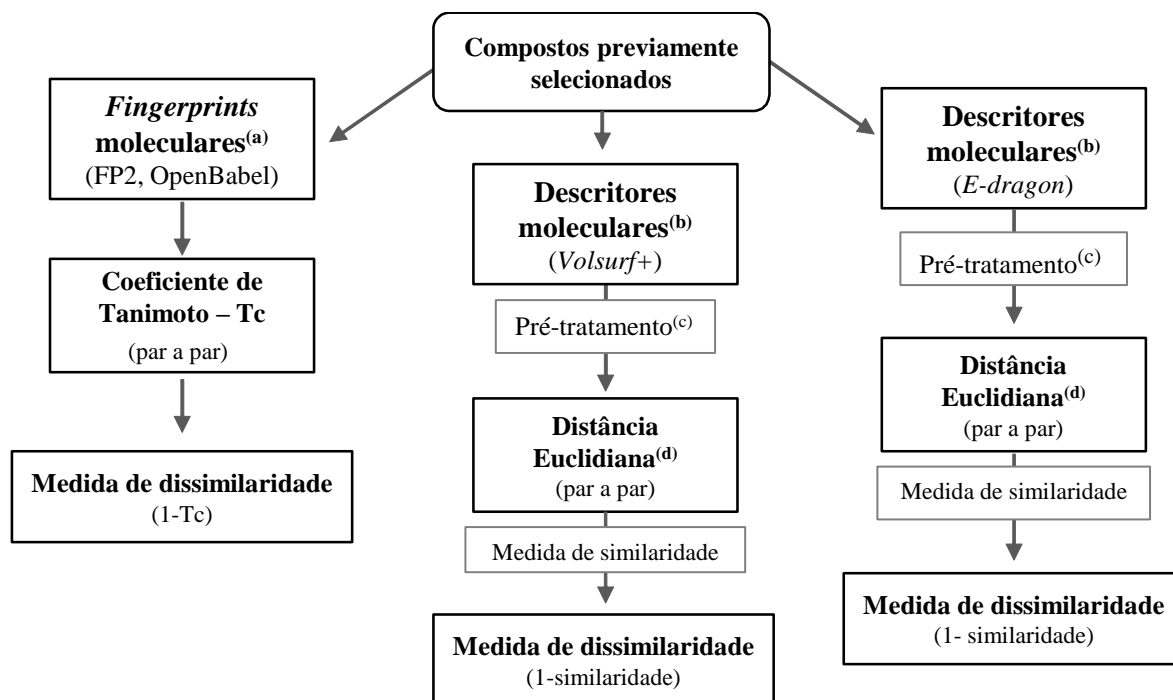 Compostos previamente
selecionados
Fingerprints
moleculares(a)
(FP2, OpenBabel)
Coeficiente de
Tanimoto – Tc
(par a par)
Medida de dissimilaridade
(1-Tc)
Descritores
moleculares(b)
(Volsurf+)
Pré-tratamento(c)
Distância
Euclidiana(d)
(par a par)
Medida de similaridade
Medida de dissimilaridade
(1-similaridade)
Descritores
moleculares(b)
(E-dragon)
Pré-tratamento(c)
Distância
Euclidiana(d)
(par a par)
Medida de similaridade
Medida de dissimilaridade
(1- similaridade)